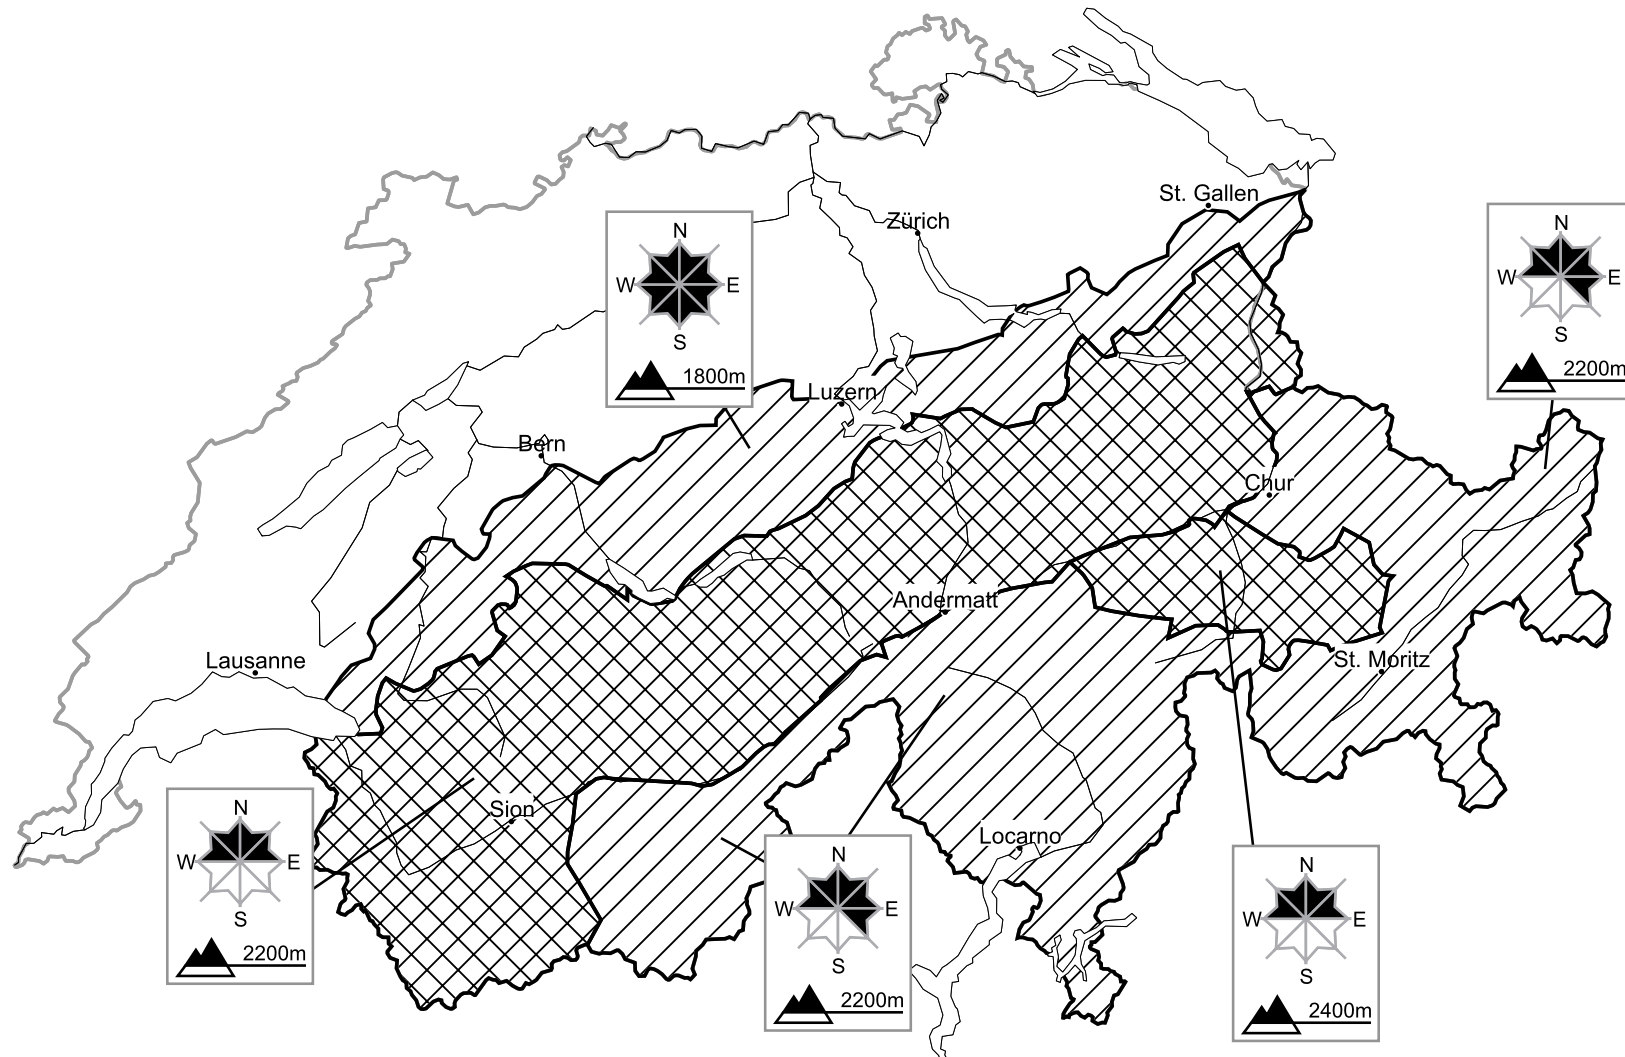 St. Gallen
Zürich
N
W
E
S
1800m
N
W
E
S
2200m
Luzern
Bern
Chur
Andermatt
Lausanne
St. Moritz
Sion
Locarno
N
W
E
S
2200m
N
W
E
S
2200m
N
W
E
S
2400m